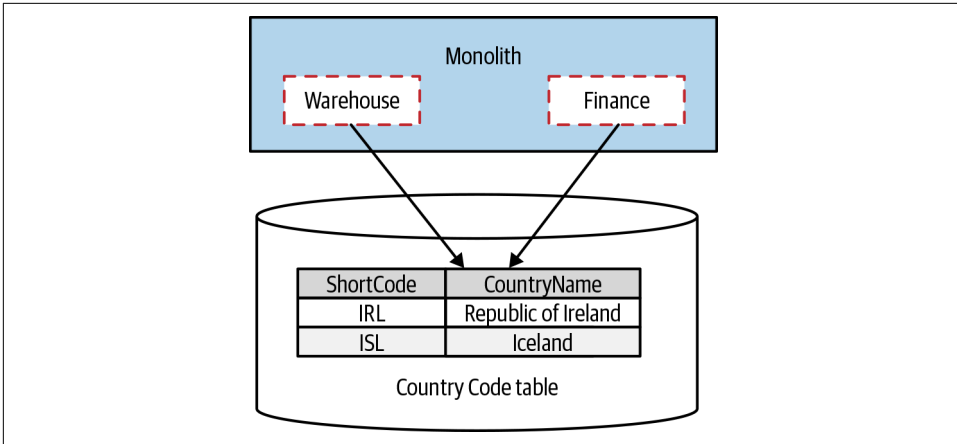 Monolith
Warehouse Finance
ShortCode CountryName
IRL Republic of Ireland
ISL Iceland
Country Code table